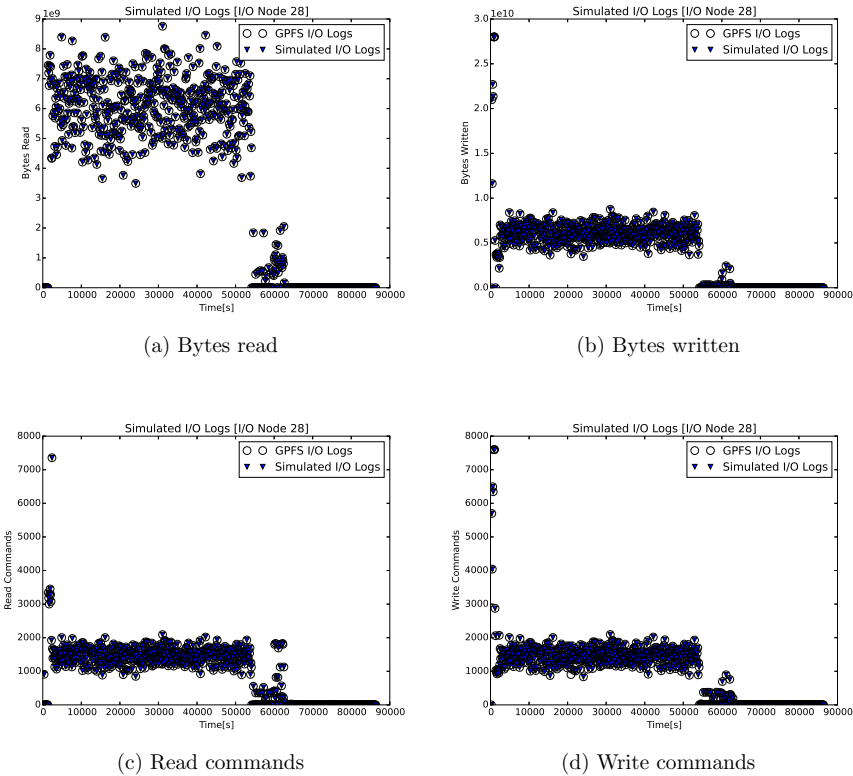 Simulated I/O Logs [I/O Node 28]
1e9
GPFS I/O Logs
Simulated I/O Logs
9
8
7
6
5
4
3
2
1
0
Bytes Read
0 10000 20000 30000 40000 50000 60000 70000 80000 90000
Time[s]
(a) Bytes read
Simulated I/O Logs [I/O Node 28]
1e10
GPFS I/O Logs
Simulated I/O Logs
3.0
2.5
2.0
1.5
1.0
0.5
0.0
Bytes Written
0 10000 20000 30000 40000 50000 60000 70000 80000 90000
Time[s]
(b) Bytes written
Simulated I/O Logs [I/O Node 28]
GPFS I/O Logs
Simulated I/O Logs
8000
7000
6000
5000
4000
3000
2000
1000
0
Read Commands
0 10000 20000 30000 40000 50000 60000 70000 80000 90000
Time[s]
(c) Read commands
Simulated I/O Logs [I/O Node 28]
GPFS I/O Logs
Simulated I/O Logs
8000
7000
6000
5000
4000
3000
2000
1000
0
Write Commands
0 10000 20000 30000 40000 50000 60000 70000 80000 90000
Time[s]
(d) Write commands